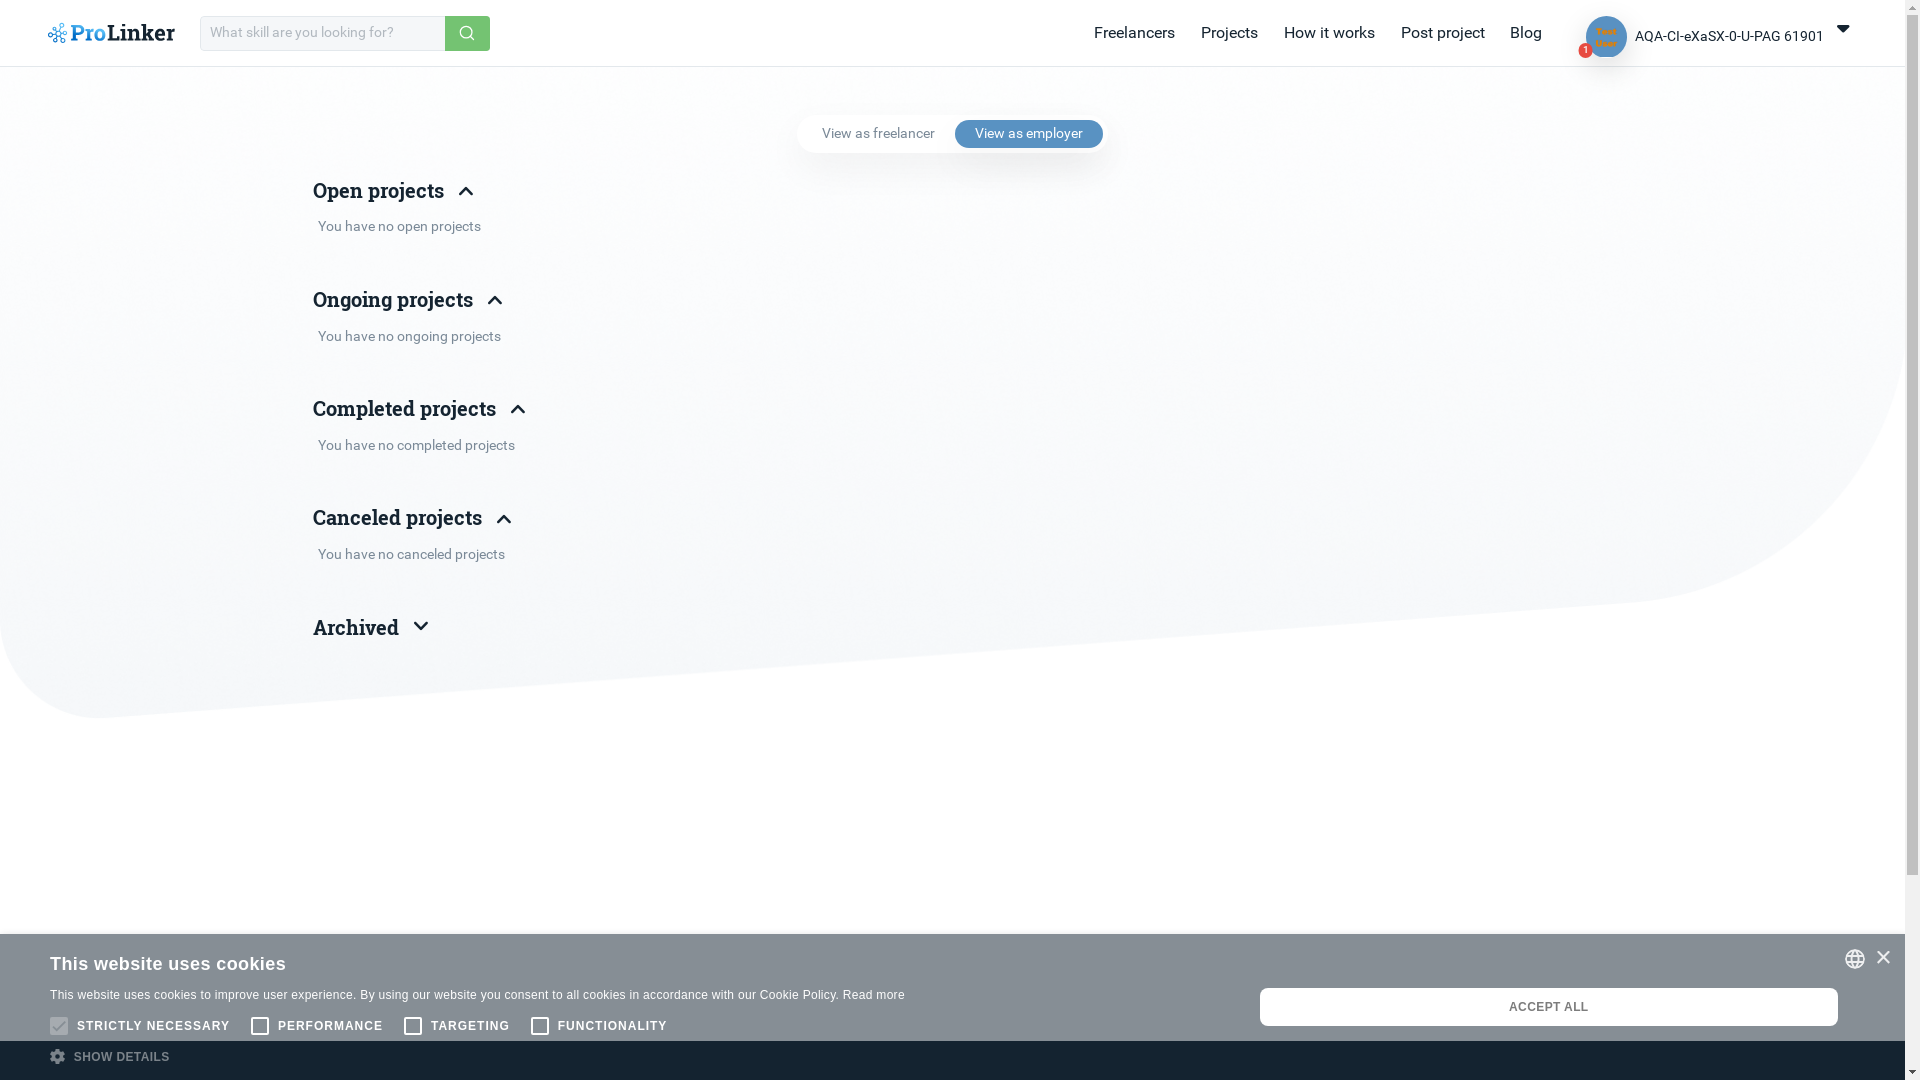 ProLinker
What skill are you looking for?
Freelancers
Projects
How it works
Post project
Blog
1
AQA-CI-eXaSX-0-U-PAG 61901
View as freelancer
View as employer
Open projects
You have no open projects
Ongoing projects
You have no ongoing projects
Completed projects
You have no completed projects
Canceled projects
You have no canceled projects
Archived
This website uses cookies
This website uses cookies to improve user experience. By using our website you consent to all cookies in accordance with our Cookie Policy. Read more
STRICTLY NECESSARY
PERFORMANCE
TARGETING
FUNCTIONALITY
SHOW DETAILS
ACCEPT ALL